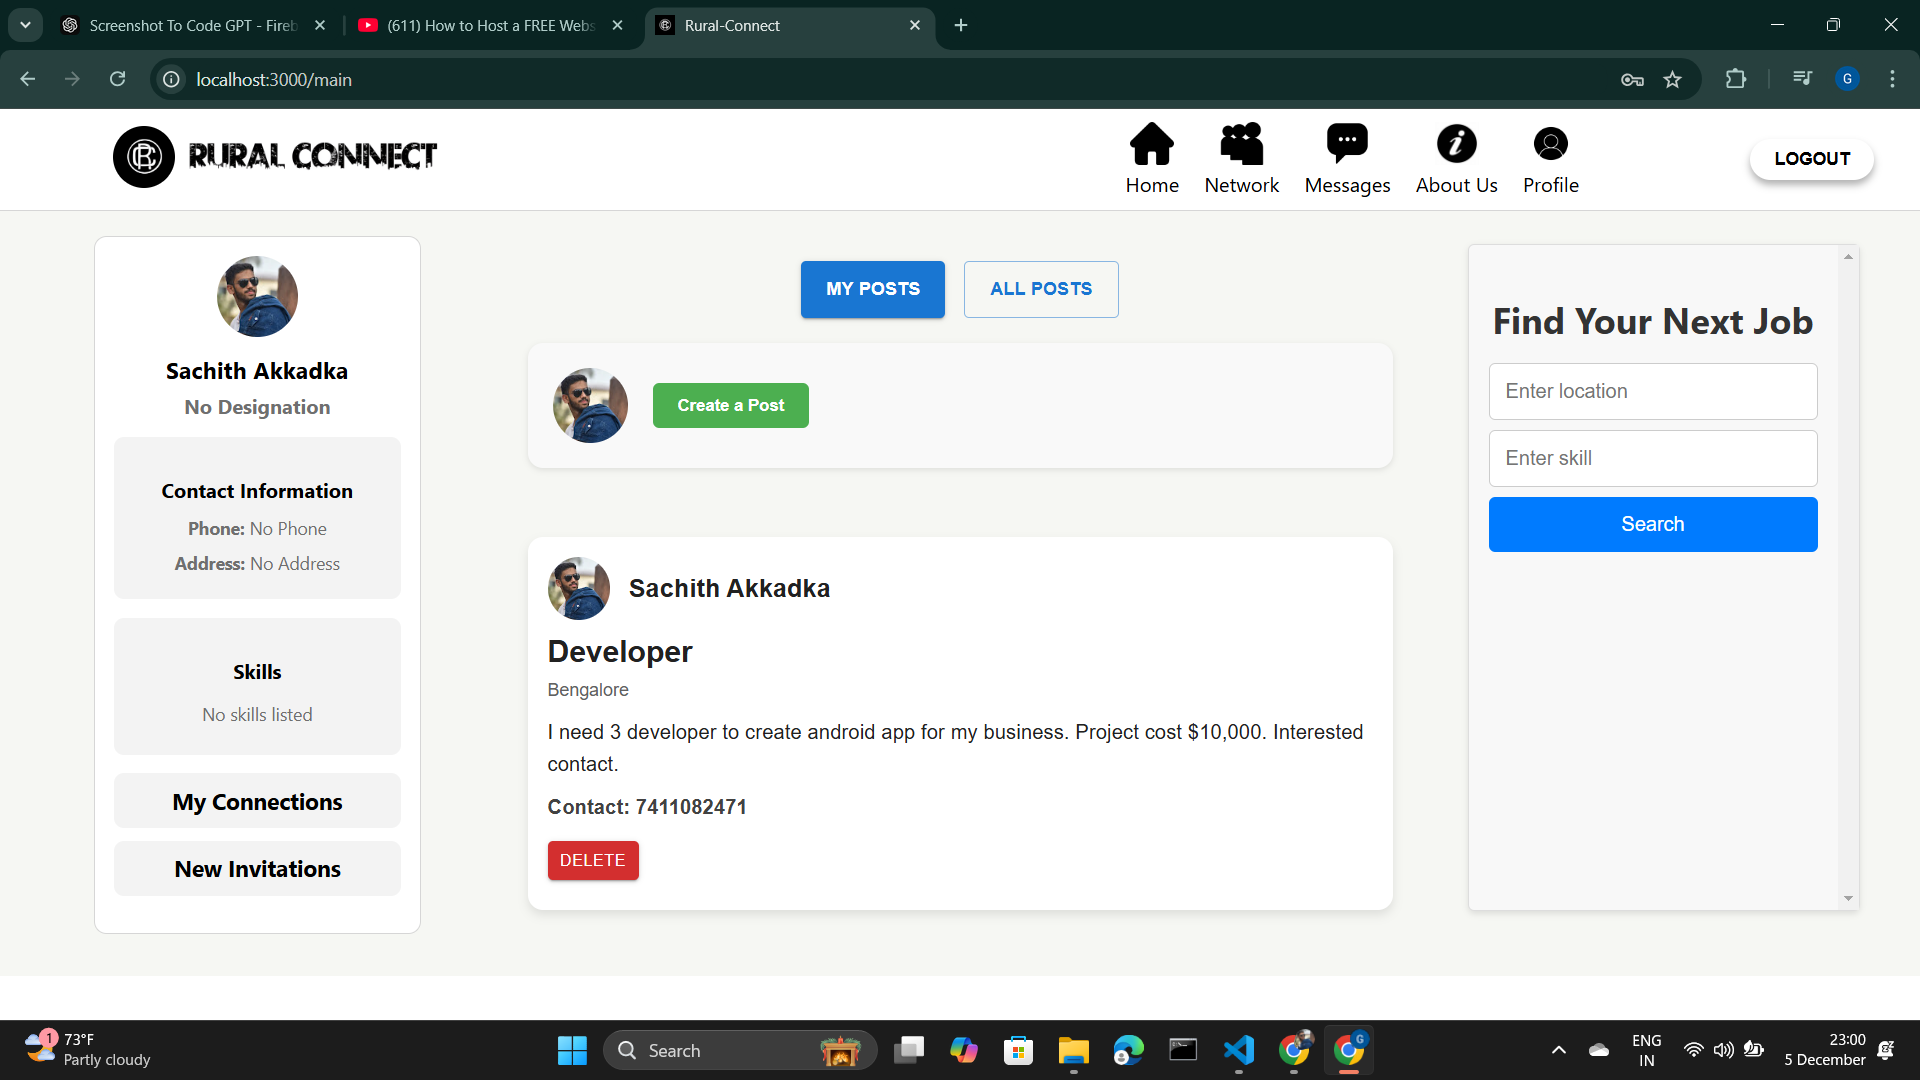 Screenshot To Code GPT - Fireb
(611) How to Host a FREE Webs
Rural-Connect
localhost:3000/main
G
RC
RURAL CONNECT
Home
Network
Messages
About Us
Profile
LOGOUT
Sachith Akkadka
No Designation
Contact Information
Phone: No Phone
Address: No Address
Skills
No skills listed
My Connections
New Invitations
MY POSTS
ALL POSTS
Create a Post
Sachith Akkadka
Developer
Bengalore
I need 3 developer to create android app for my business. Project cost $10,000. Interested
contact.
Contact: 7411082471
DELETE
Find Your Next Job
Enter location
Enter skill
Search
1
73°F
Partly cloudy
Search
G
ENG
IN
23:00
5 December